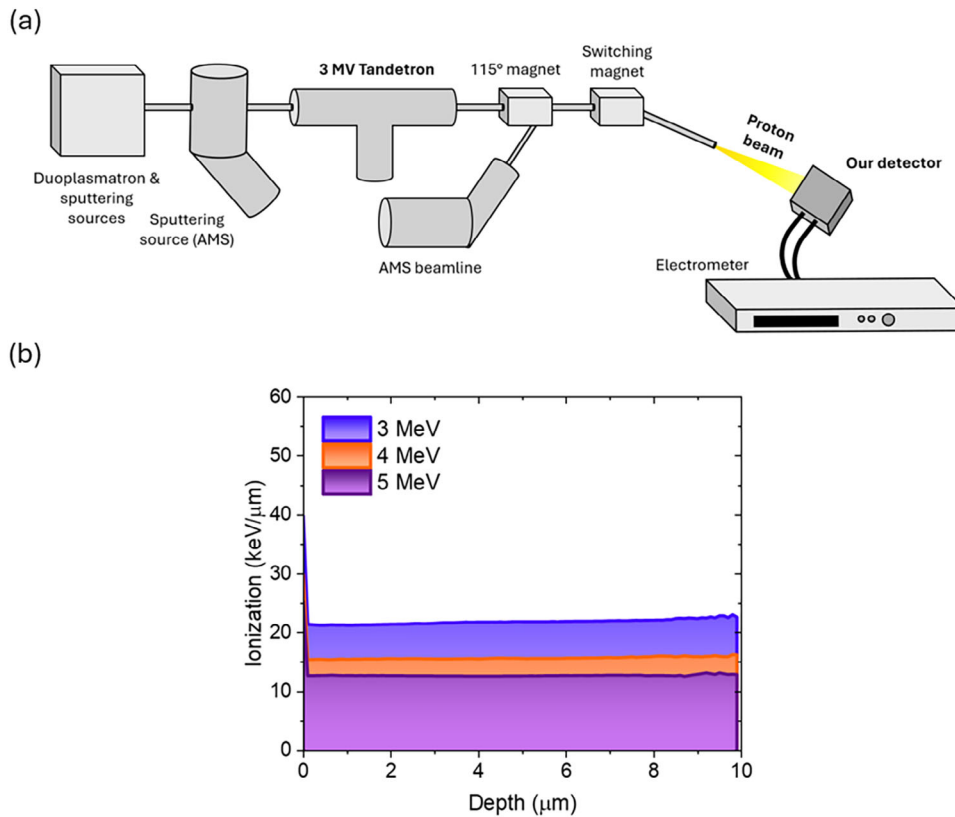 (a)
3 MV Tandetron
115° magnet
Switching
magnet
Proton
beam
Our detector
Duoplasmatron &
sputtering
sources
Sputtering
source (AMS)
AMS beamline
Electrometer
(b)
Ionization (keV/μm)
60
50
40
30
20
10
0
3 MeV
4 MeV
5 MeV
0
2
4
6
8
10
Depth (μm)